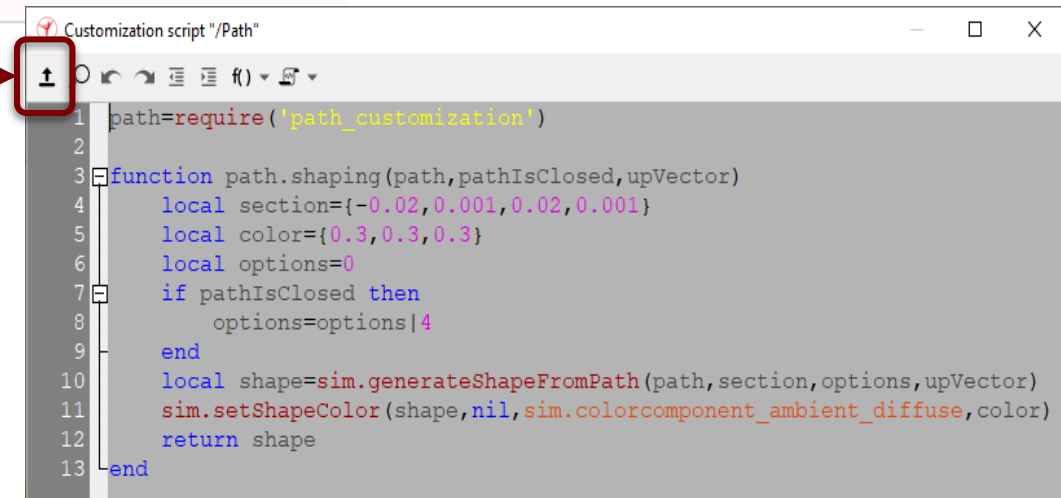 Customization script "/Path"
f()
1 path=require('path_customization')
2
3 function path.shaping(path,pathIsClosed,upVector)
4 local section={-0.02,0.001,0.02,0.001}
5 local color={0.3,0.3,0.3}
6 local options=0
7 if pathIsClosed then
8 options=options|4
9 end
10 local shape=sim.generateShapeFromPath(path,section,options,upVector)
11 sim.setShapeColor(shape,nil,sim.colorcomponent_ambient_diffuse,color)
12 return shape
13 end